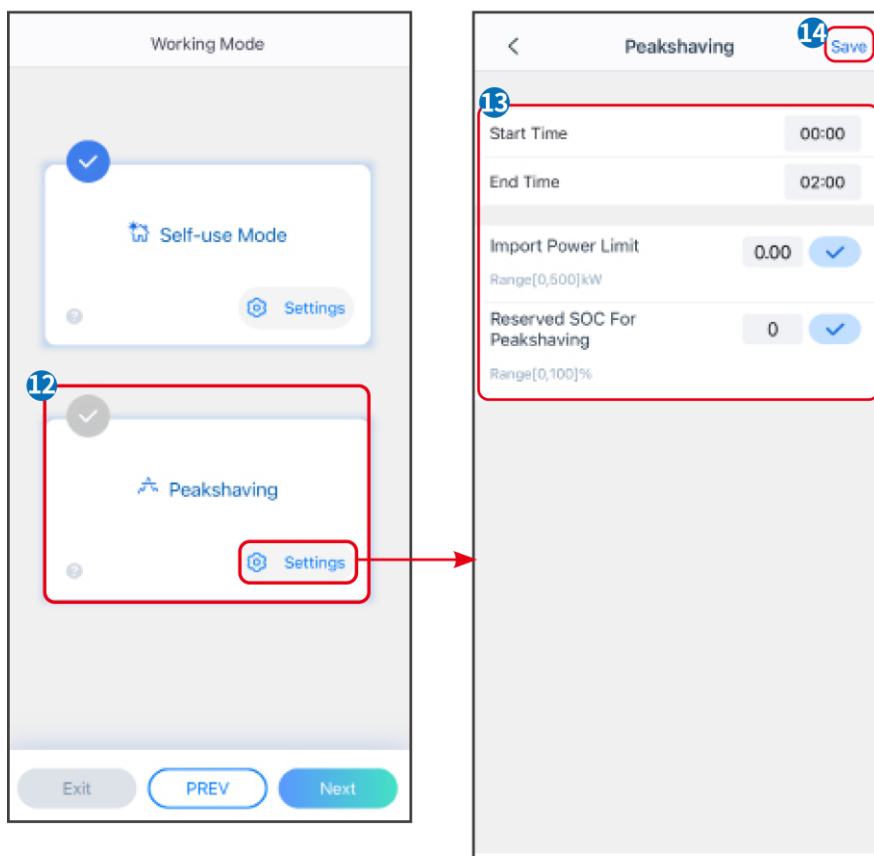 Working Mode
Self-use Mode
Settings
12
Peakshaving
Settings
Exit
PREV
Next
Peakshaving
14
Save
13
Start Time
00:00
End Time
02:00
Import Power Limit
0.00
Range[0,500]kW
Reserved SOC For
Peakshaving
0
Range[0,100]%